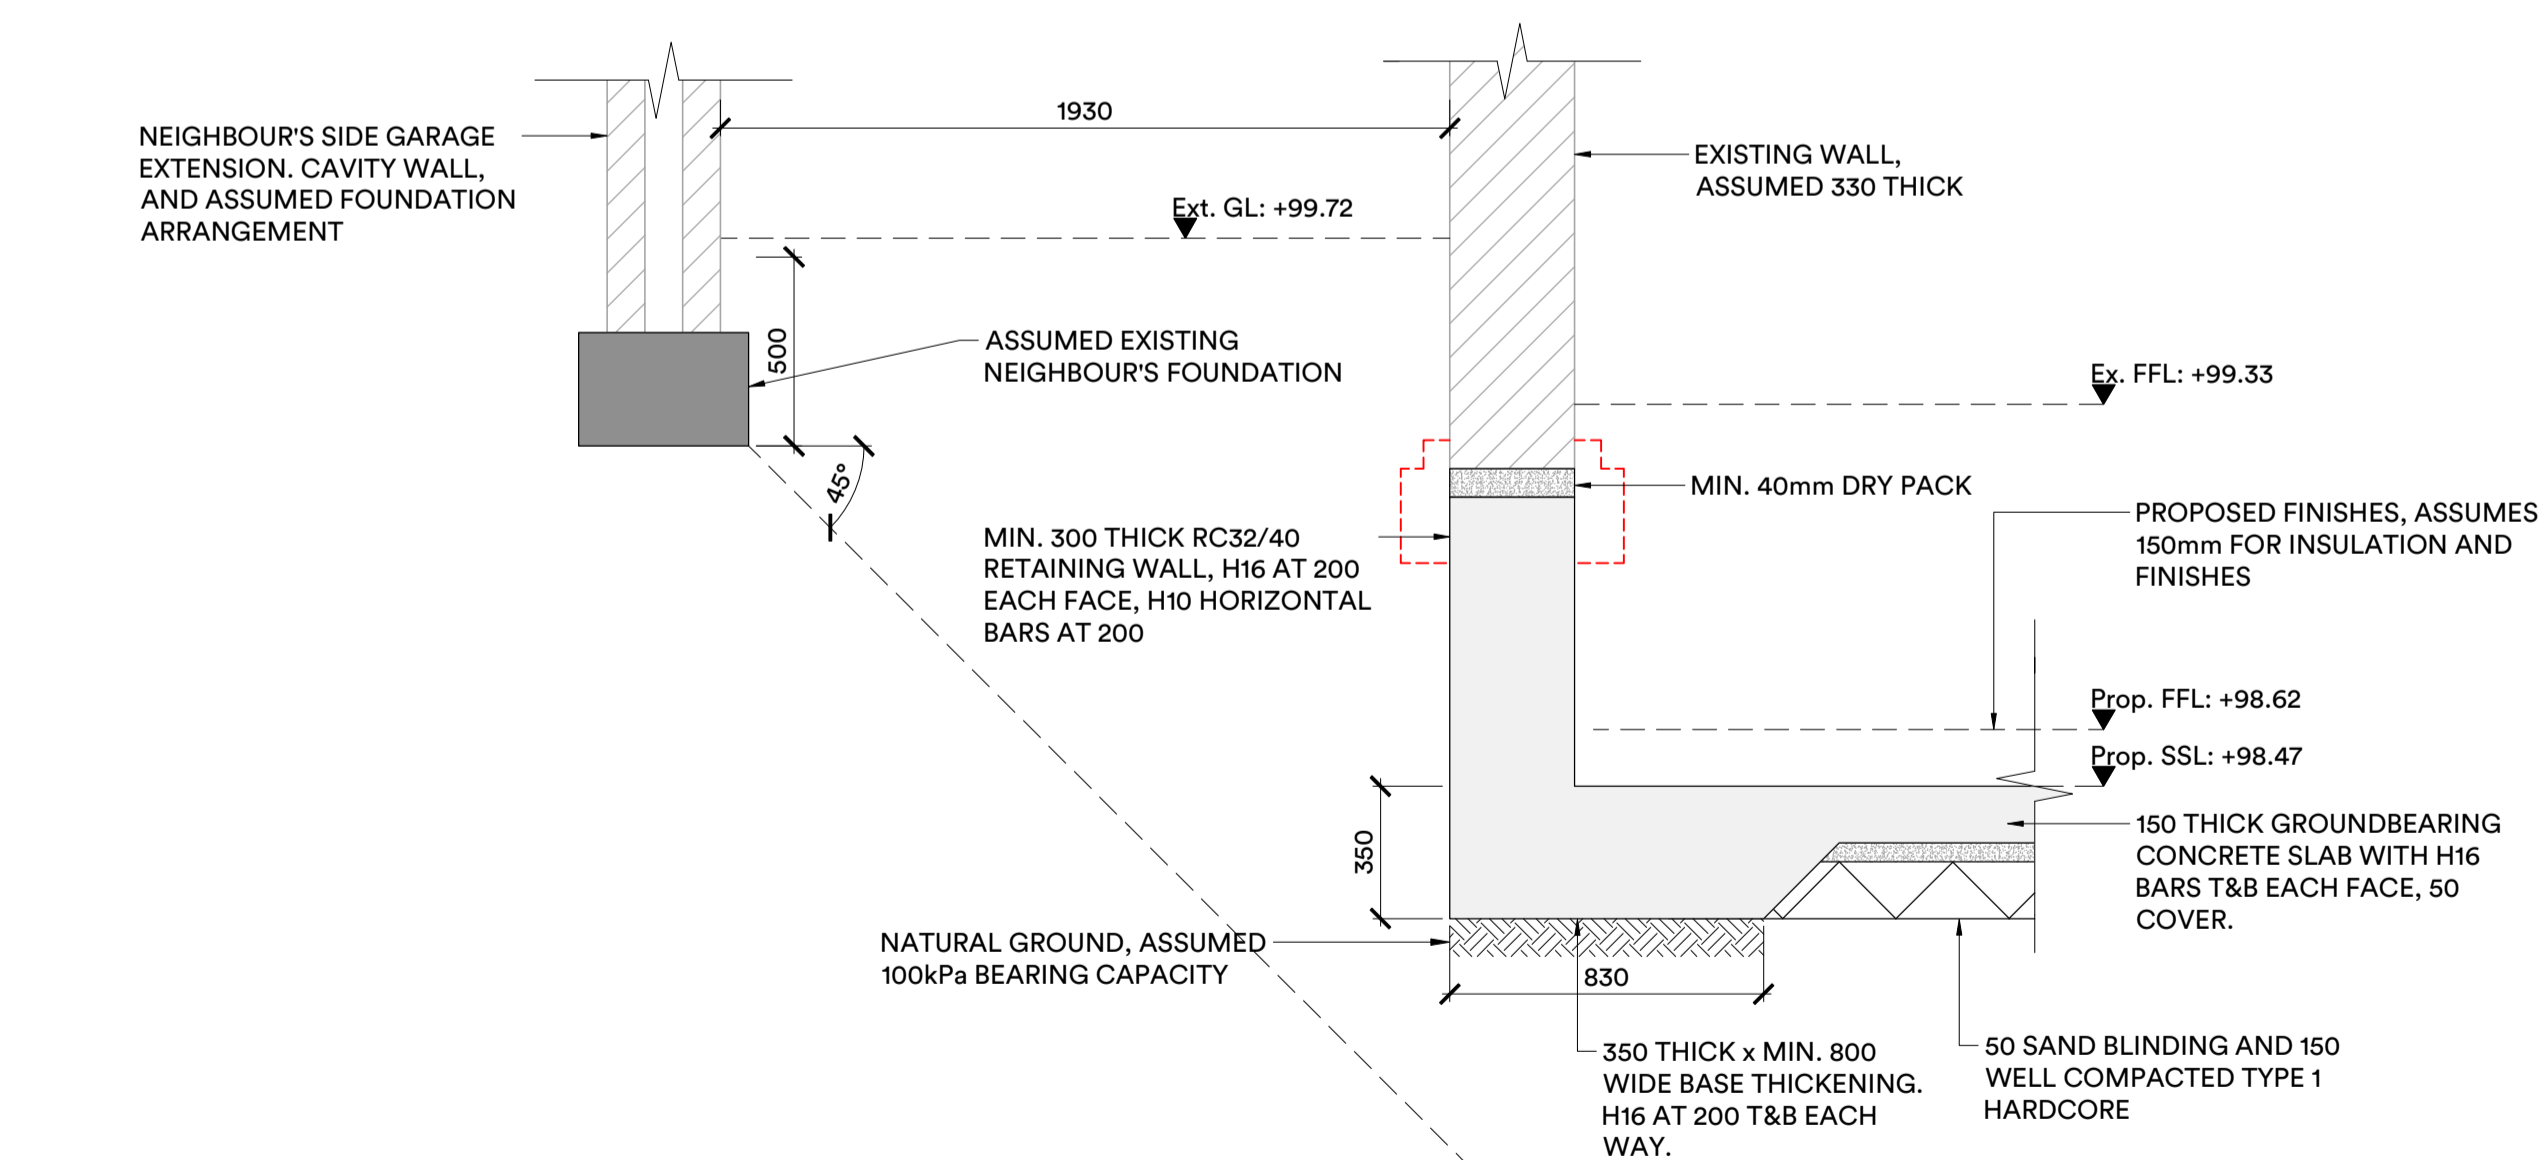 NEIGHBOUR'S SIDE GARAGE
EXTENSION. CAVITY WALL,
AND ASSUMED FOUNDATION
ARRANGEMENT
1930
Ext. GL: +99.72
EXISTING WALL,
ASSUMED 330 THICK
500
ASSUMED EXISTING
NEIGHBOUR'S FOUNDATION
45°
Ex. FFL: +99.33
MIN. 40mm DRY PACK
MIN. 300 THICK RC32/40
RETAINING WALL, H16 AT 200
EACH FACE, H10 HORIZONTAL
BARS AT 200
PROPOSED FINISHES, ASSUMES
150mm FOR INSULATION AND
FINISHES
Prop. FFL: +98.62
Prop. SSL: +98.47
350
150 THICK GROUNDBEARING
CONCRETE SLAB WITH H16
BARS T&B EACH FACE, 50
COVER.
NATURAL GROUND, ASSUMED
100kPa BEARING CAPACITY
830
350 THICK x MIN. 800
WIDE BASE THICKENING.
H16 AT 200 T&B EACH
WAY.
50 SAND BLINDING AND 150
WELL COMPACTED TYPE 1
HARDCORE